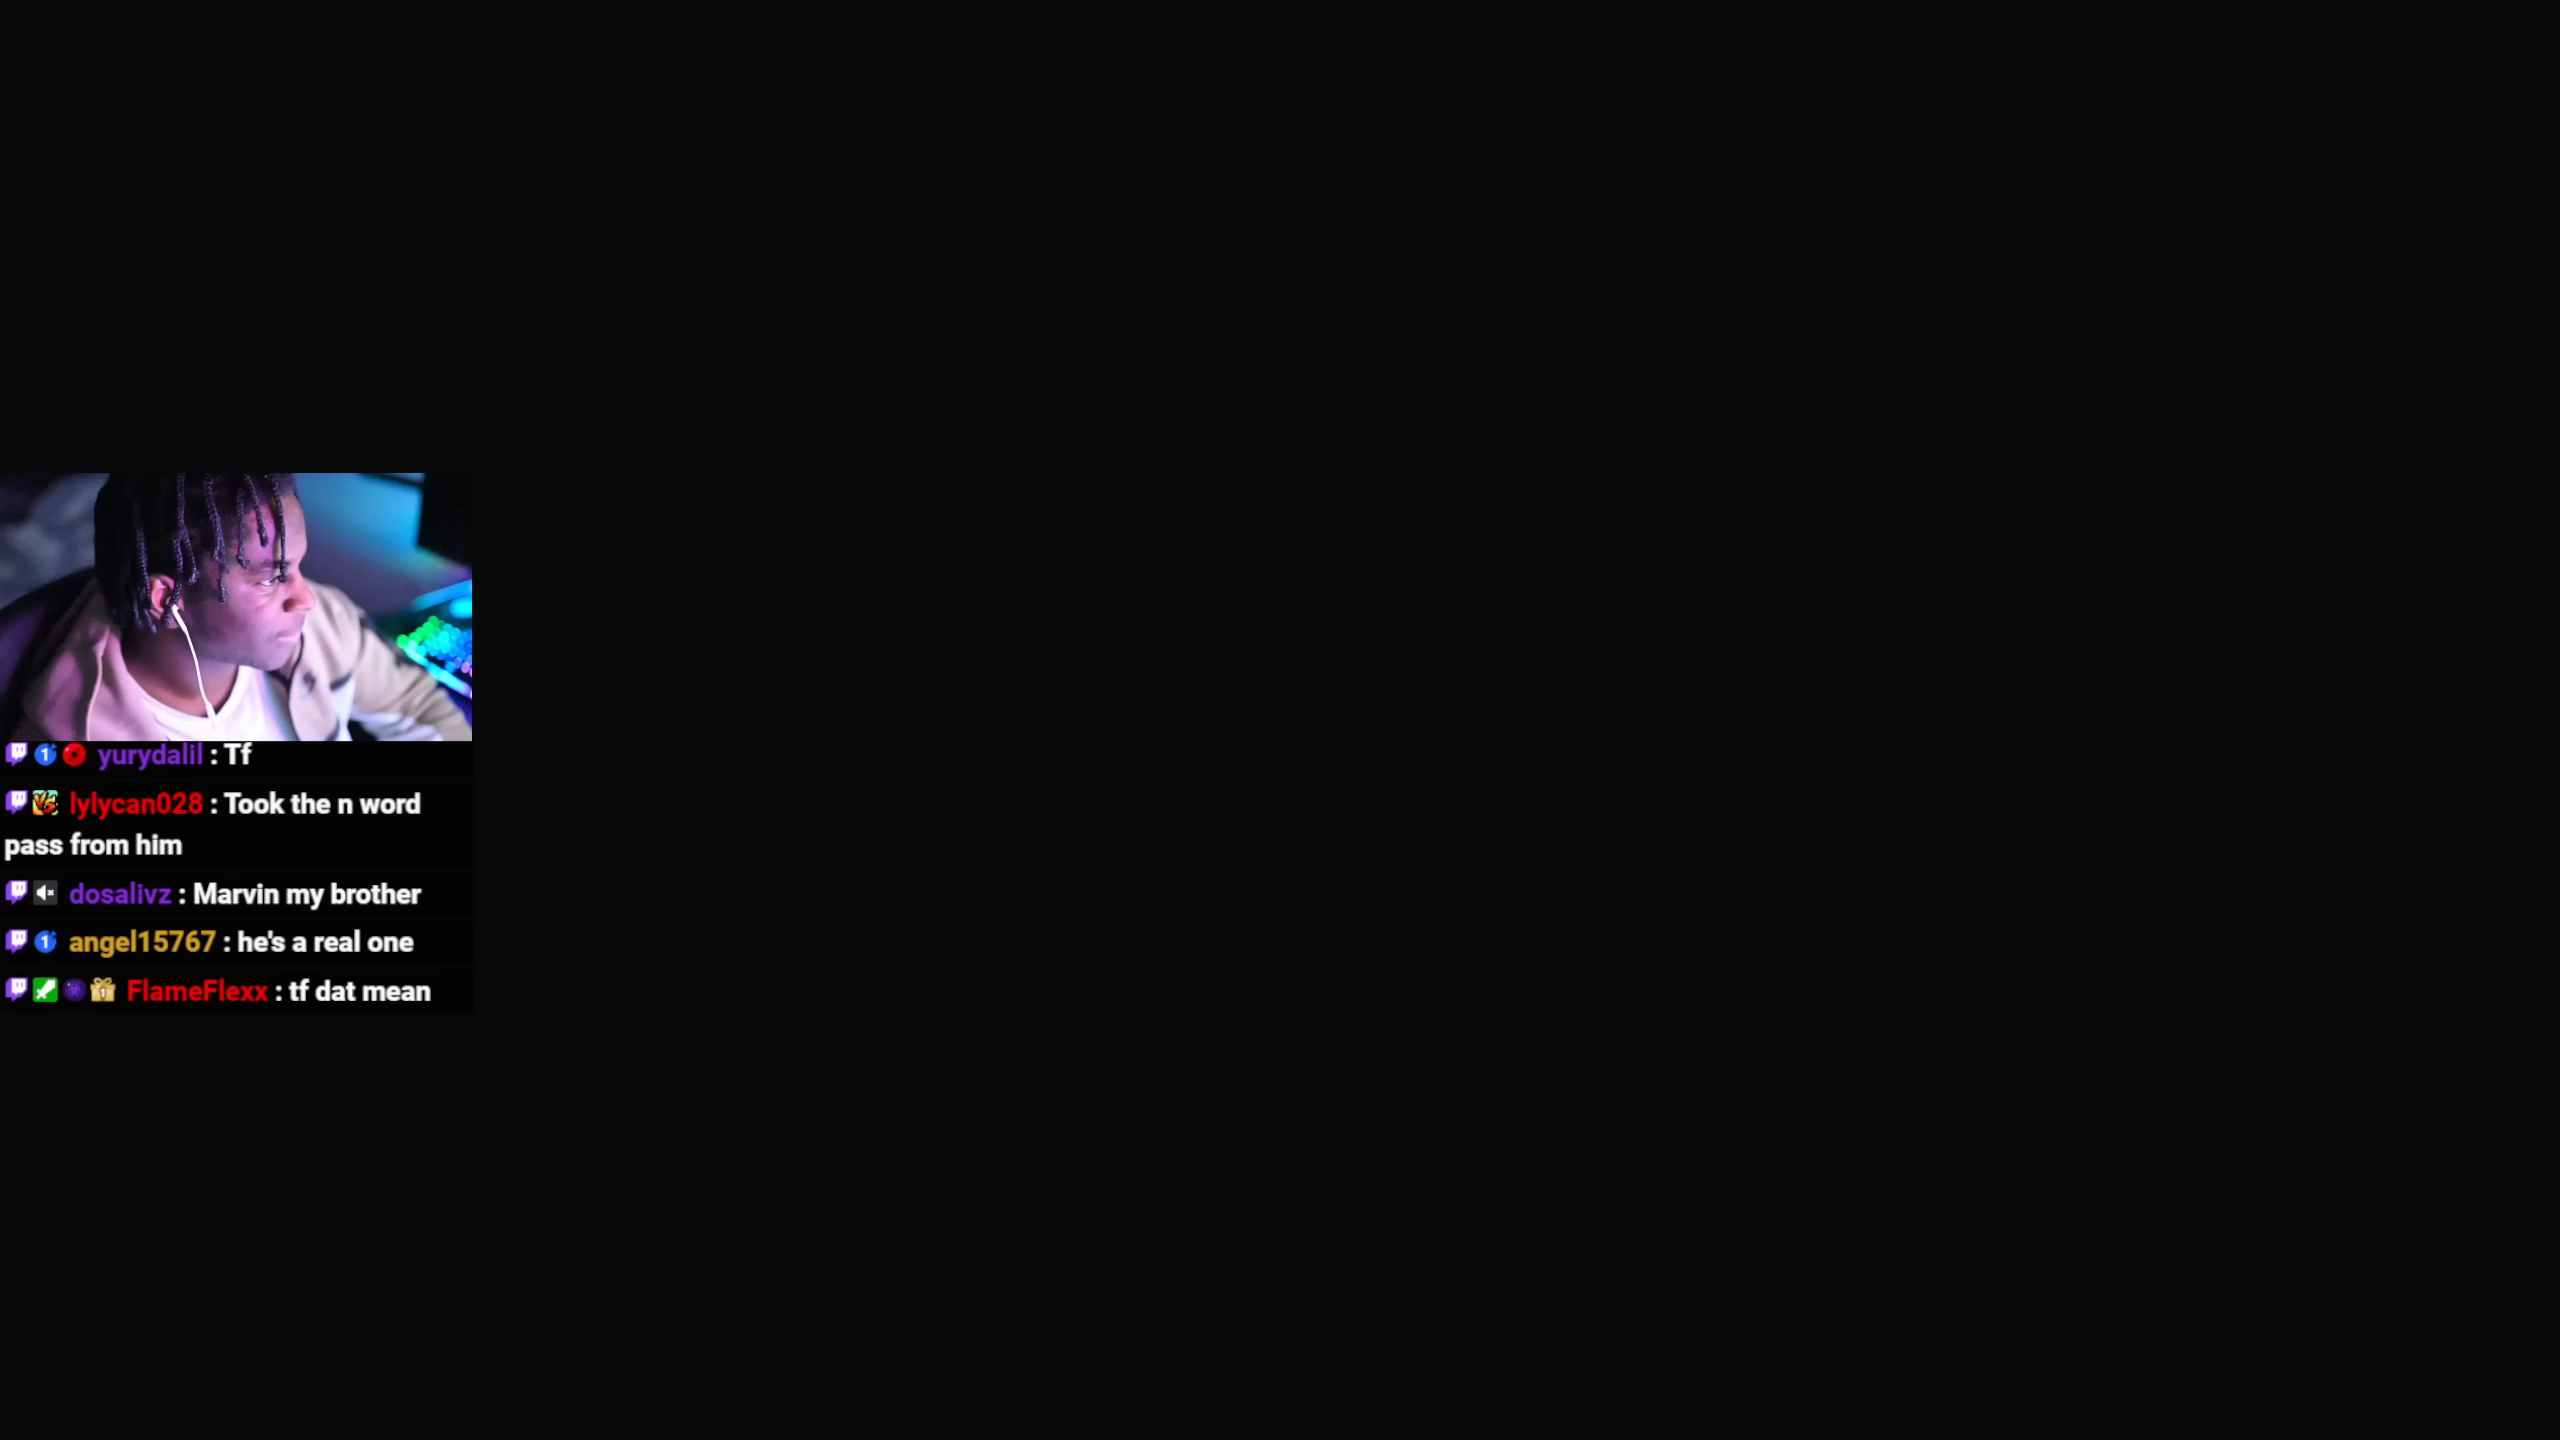 yurydalil : Tf
lylycan028 : Took the n word
pass from him
dosalivz : Marvin my brother
angel15767 : he's a real one
FlameFlexx : tf dat mean